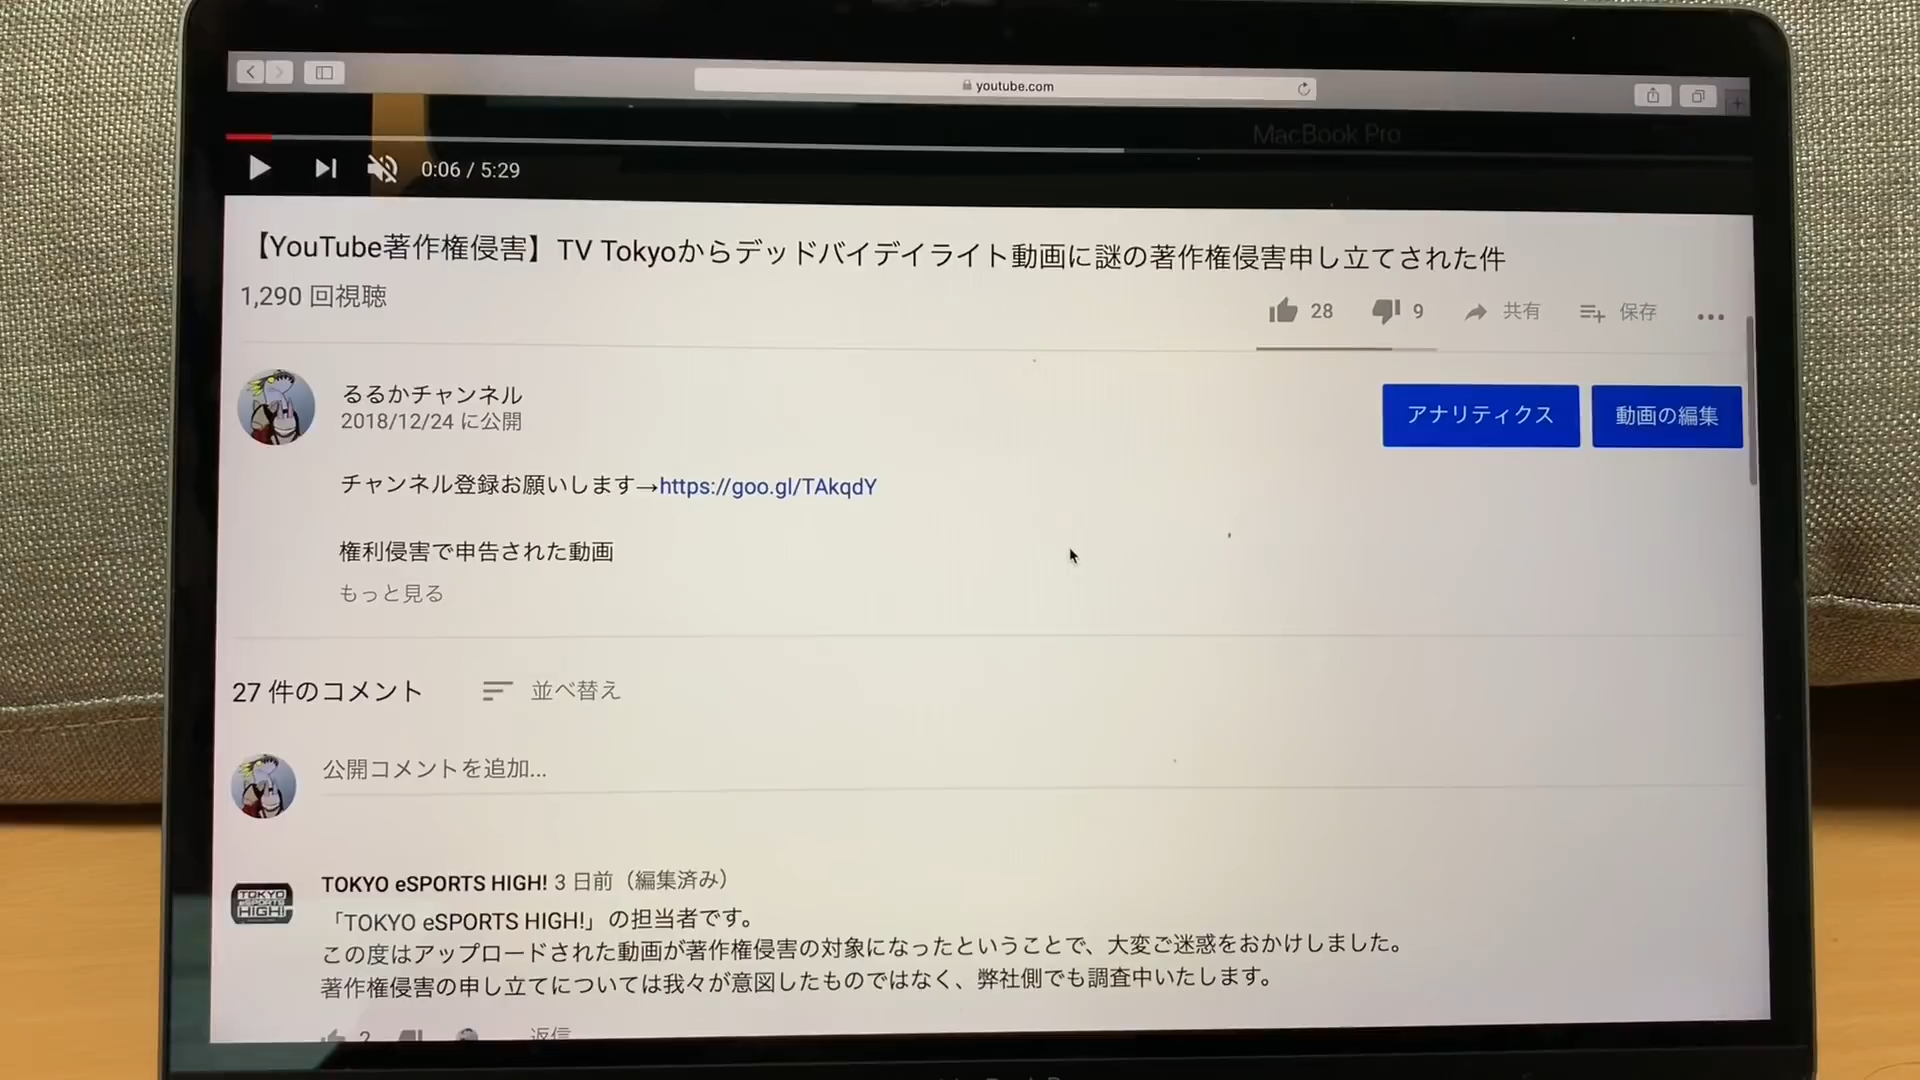 youtube.com
MacBook Pro
0:06 / 5:29
【YouTube著作権侵害】TV Tokyoからデッドバイデイライト動画に謎の著作権侵害申し立てされた件
1,290 回視聴
28
9
共有
保存
るるかチャンネル
2018/12/24 に公開
アナリティクス
動画の編集
チャンネル登録お願いします→https://goo.gl/TAkqdY
権利侵害で申告された動画
もっと見る
27 件のコメント
並べ替え
公開コメントを追加...
TOKYO eSPORTS HIGH!
TOKYO eSPORTS HIGH! 3 日前（編集済み）
「TOKYO eSPORTS HIGH!」の担当者です。
この度はアップロードされた動画が著作権侵害の対象になったということで、大変ご迷惑をおかけしました。
著作権侵害の申し立てについては我々が意図したものではなく、弊社側でも調査中いたします。
2
返信